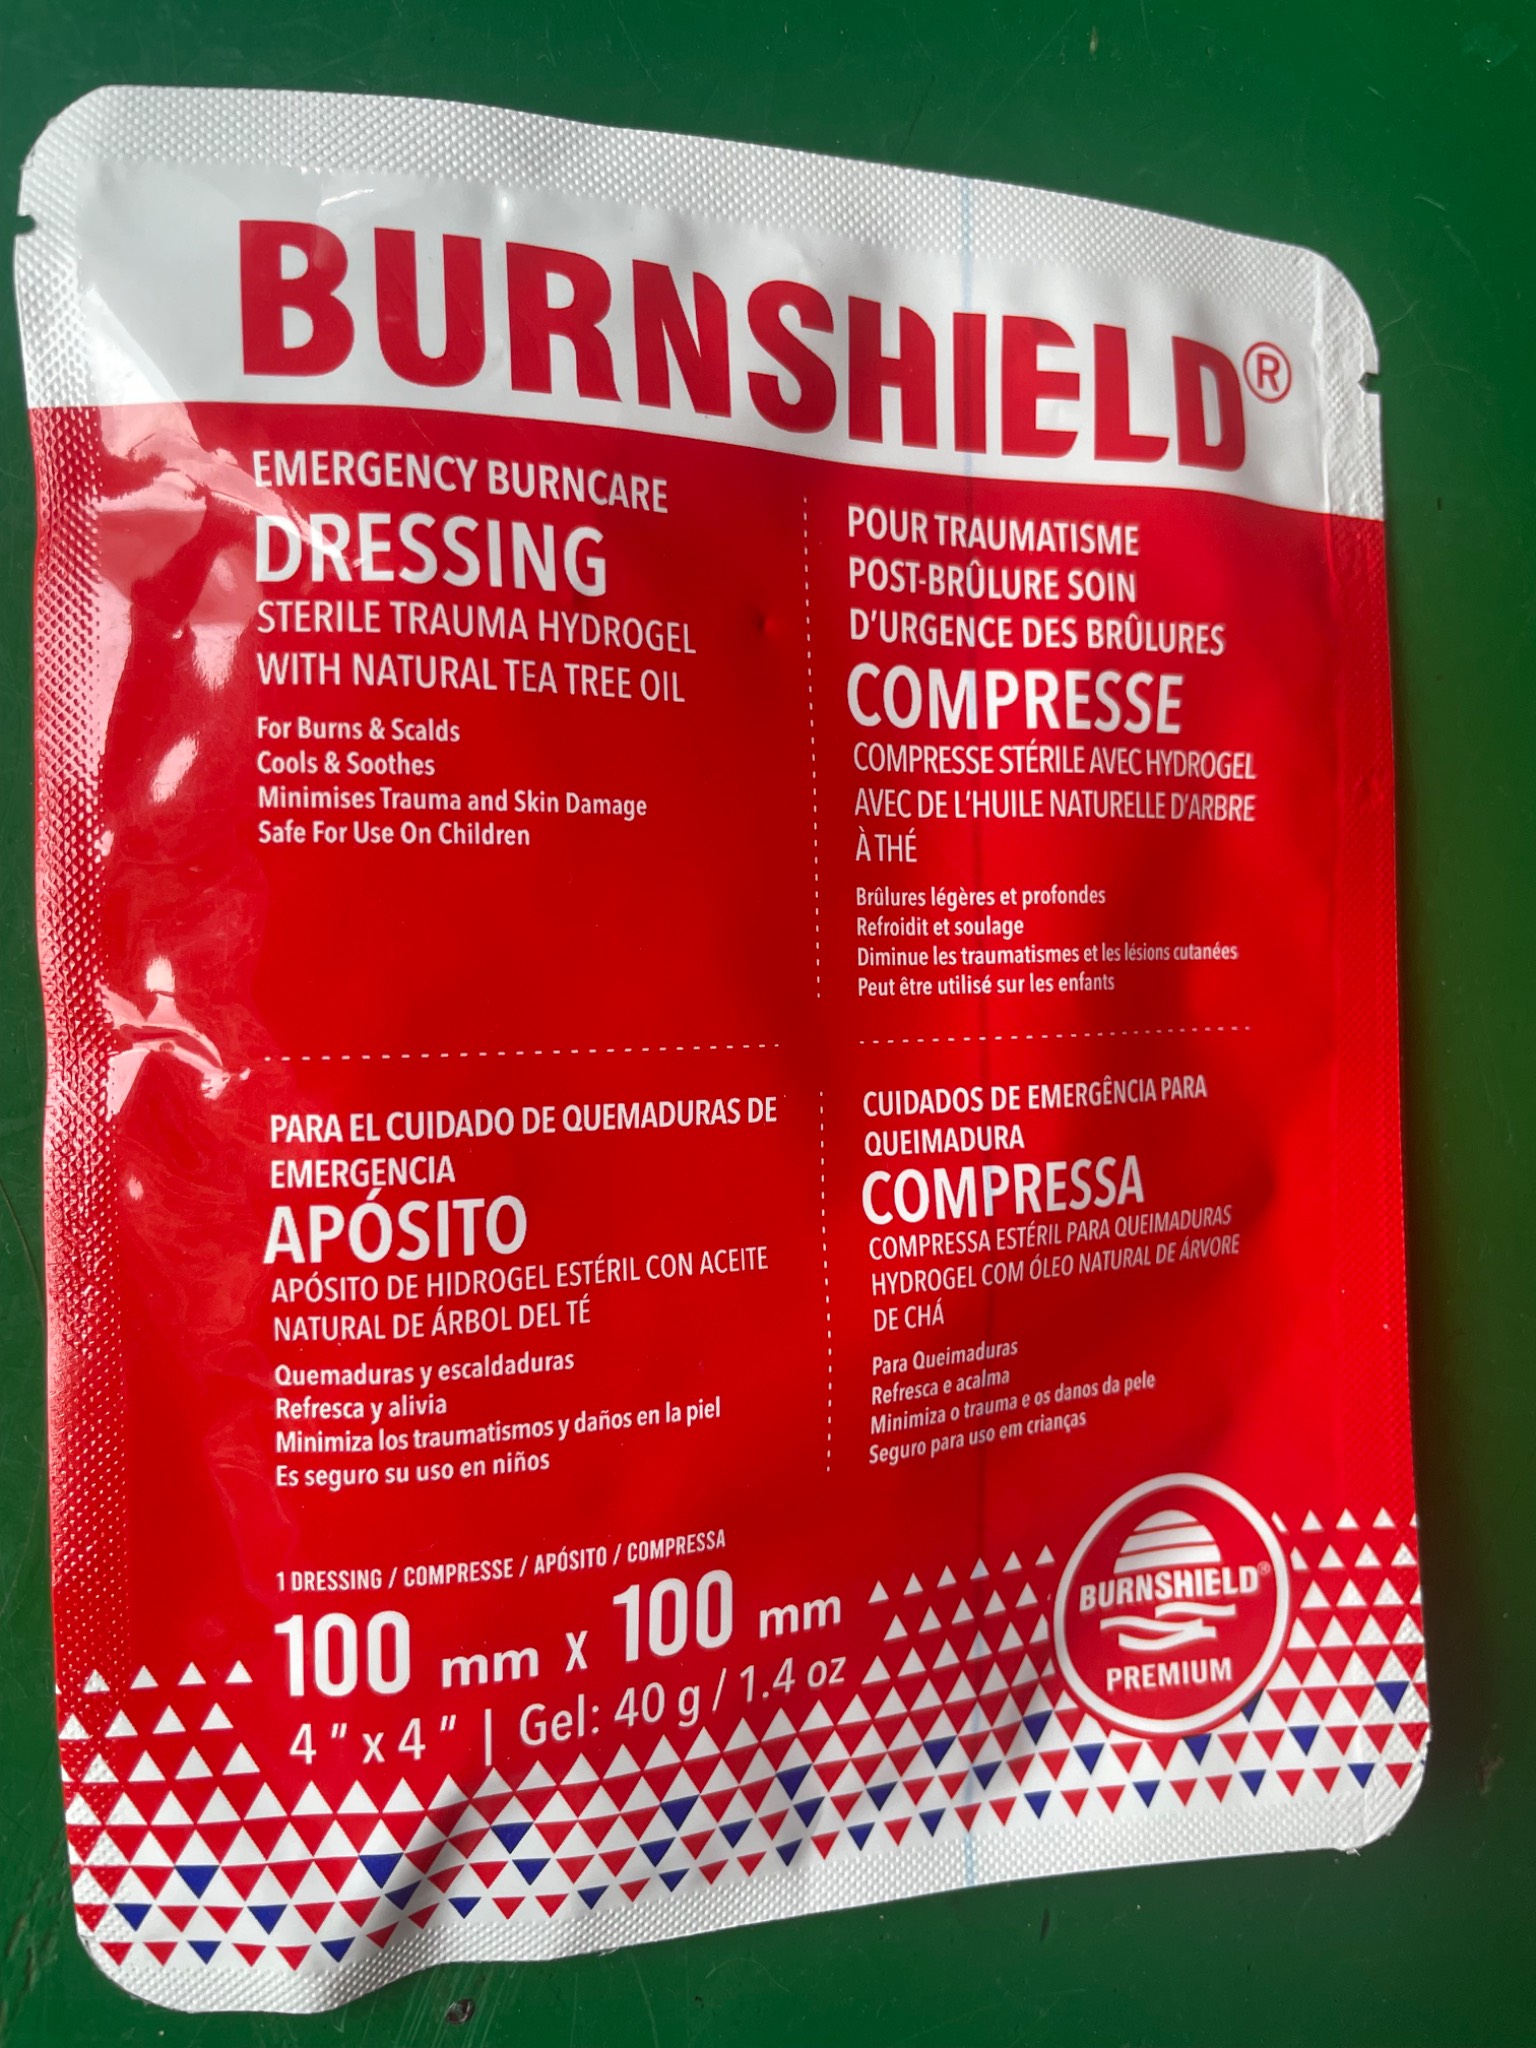 BURNSHIELD®
EMERGENCY BURNCARE
DRESSING
STERILE TRAUMA HYDROGEL
WITH NATURAL TEA TREE OIL
For Burns & Scalds
Cools & Soothes
Minimises Trauma and Skin Damage
Safe For Use On Children
POUR TRAUMATISME
POST-BRÛLURE SOIN
D'URGENCE DES BRÛLURES
COMPRESSE
COMPRESSE STÉRILE AVEC HYDROGEL
AVEC DE L'HUILE NATURELLE D'ARBRE
À THÉ
Brûlures légères et profondes
Refroidit et soulage
Diminue les traumatismes et les lésions cutanées
Peut être utilisé sur les enfants
PARA EL CUIDADO DE QUEMADURAS DE
EMERGENCIA
APÓSITO
APÓSITO DE HIDROGEL ESTÉRIL CON ACEITE
NATURAL DE ÁRBOL DEL TÉ
Quemaduras y escaldaduras
Refresca y alivia
Minimiza los traumatismos y daños en la piel
Es seguro su uso en niños
CUIDADOS DE EMERGÊNCIA PARA
QUEIMADURA
COMPRESSA
COMPRESSA ESTÉRIL PARA QUEIMADURAS
HYDROGEL COM ÓLEO NATURAL DE ÁRVORE
DE CHÁ
Para Queimaduras
Refresca e acalma
Minimiza o trauma e os danos da pele
Seguro para uso em crianças
1 DRESSING / COMPRESSE / APÓSITO / COMPRESSA
100 mm x 100 mm
4" x 4" | Gel: 40 g / 1.4 oz
BURNSHIELD®
PREMIUM